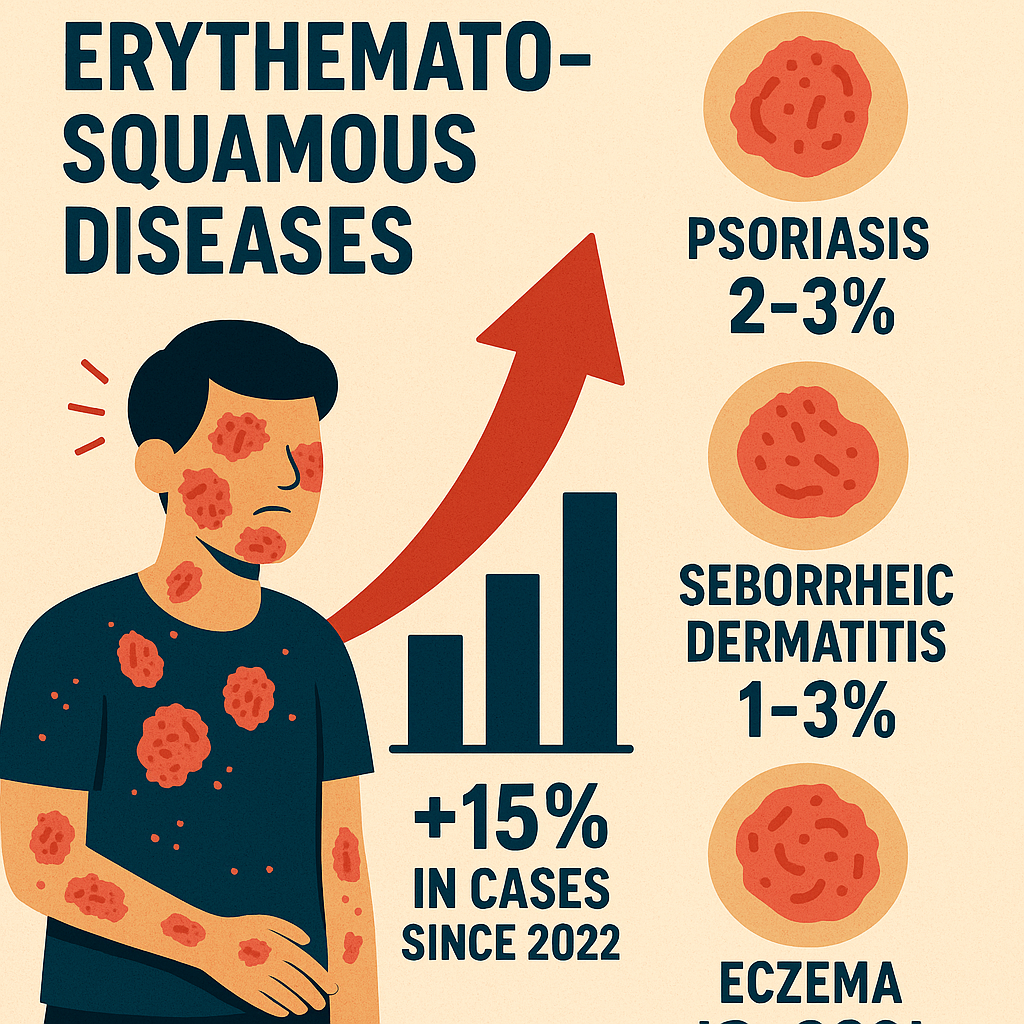 ERYTHEMATO-
SQUAMOUS
DISEASES
PSORIASIS
2-3%
SEBORRHEIC
DERMATITIS
1-3%
+15%
IN CASES
SINCE 2022
ECZEMA